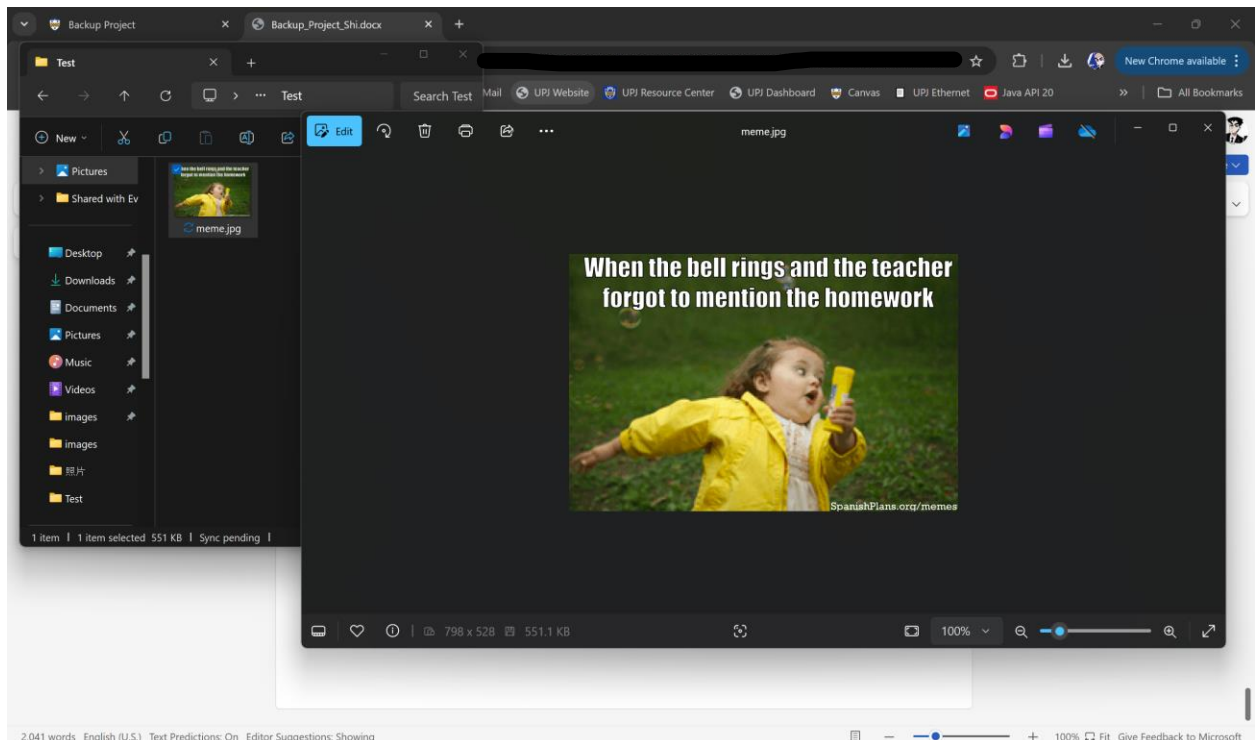 Backup Project
Backup_Project_Shi.docx
Test
New Chrome available
Test
Search Test
Mail
UPJ Website
UPJ Resource Center
UPJ Dashboard
Canvas
UPJ Ethernet
Java API 20
All Bookmarks
New
Edit
meme.jpg
Pictures
Shared with Ev
meme.jpg
Desktop
Downloads
Documents
Pictures
Music
Videos
images
images
照片
Test
1 item
1 item selected 551 KB
Sync pending
When the bell rings and the teacher
forgot to mention the homework
SpanishPlans.org/memes
798 x 528
551.1 KB
100%
2,041 words English (U.S.) Text Predictions: On Editor Suggestions: Showing
100% Fit Give Feedback to Microsoft